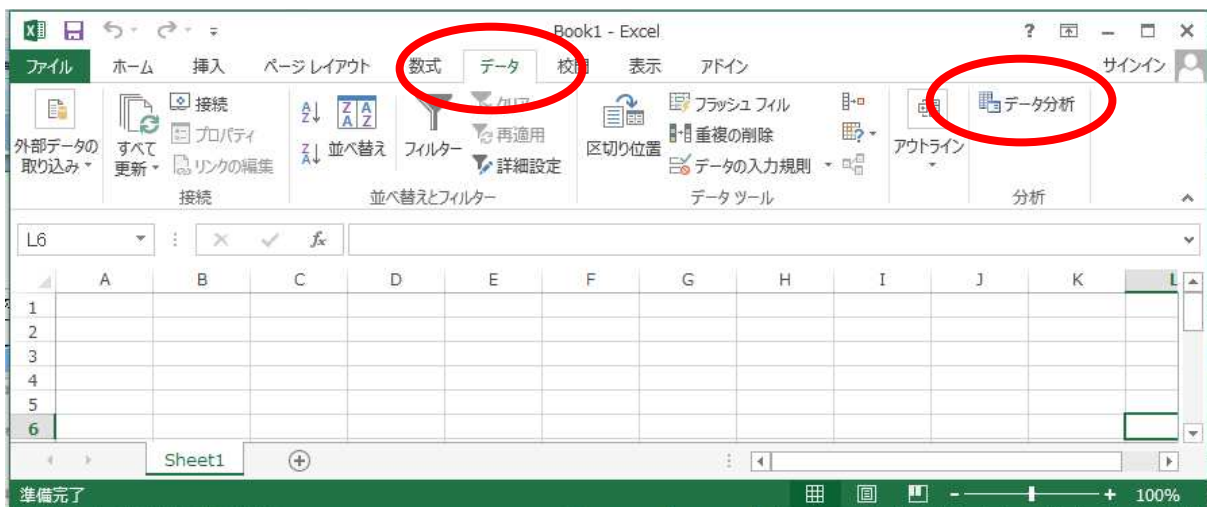 Book1 - Excel
ファイル ホーム 挿入 ページ レイアウト 数式 データ 校閲 表示 アドイン サインイン
外部データの取り込み
すべて更新
接続
プロパティ
リンクの編集
接続
並べ替え
フィルター
クリア
再適用
詳細設定
並べ替えとフィルター
区切り位置
フラッシュ フィル
重複の削除
データの入力規則
データ ツール
アウトライン
データ分析
分析
L6
fx
A B C D E F G H I J K L
1
2
3
4
5
6
Sheet1
準備完了 100%